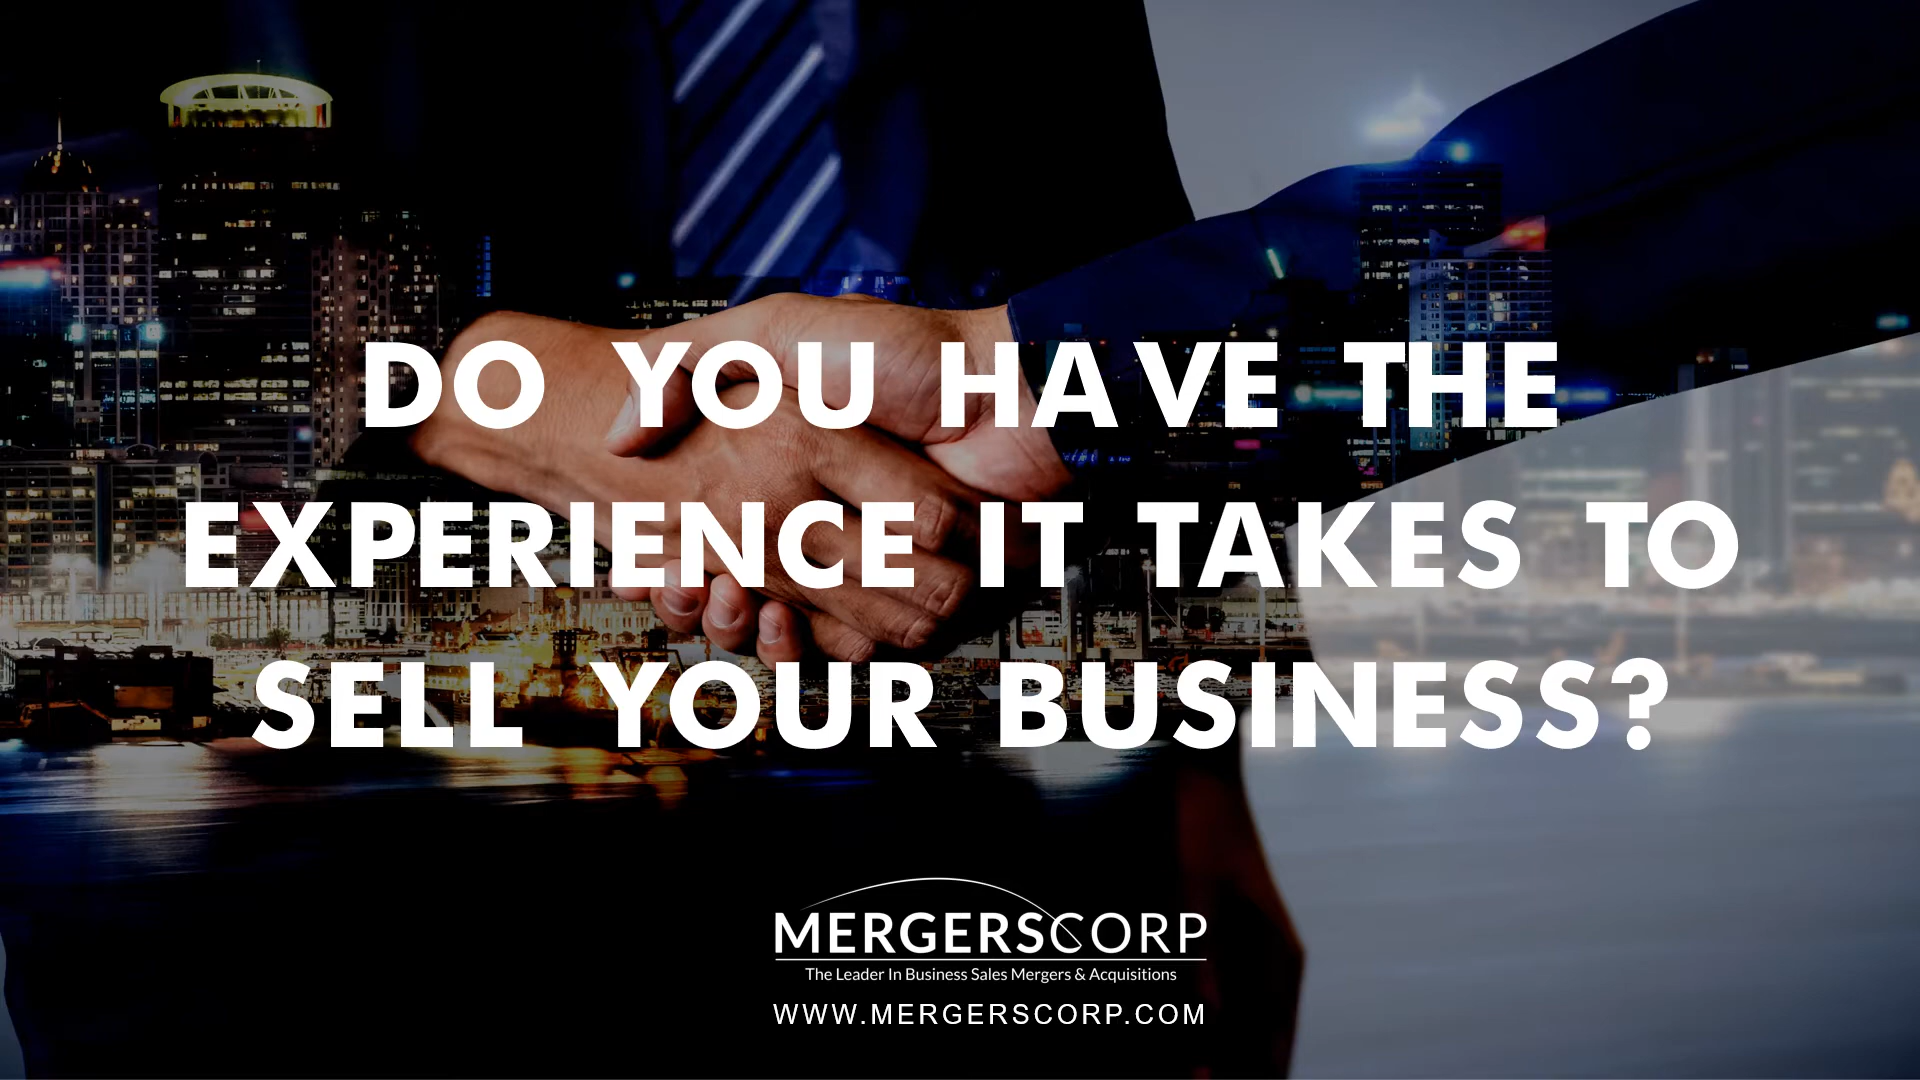 DO YOU HAVE THE
EXPERIENCE IT TAKES TO
SELL YOUR BUSINESS?
MERGERSCORP
The Leader In Business Sales Mergers & Acquisitions
WWW.MERGERSCORP.COM